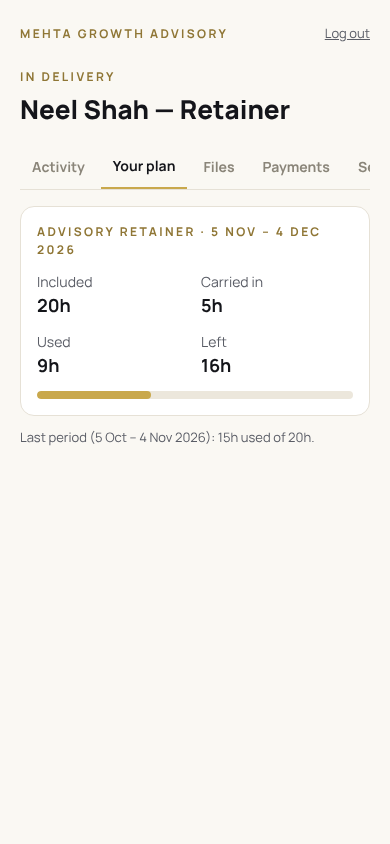 MEHTA GROWTH ADVISORY
Log out
IN DELIVERY
Neel Shah — Retainer
Activity
Your plan
Files
Payments
ADVISORY RETAINER · 5 NOV – 4 DEC
2026
Included
Carried in
20h
5h
Used
Left
9h
16h
Last period (5 Oct – 4 Nov 2026): 15h used of 20h.